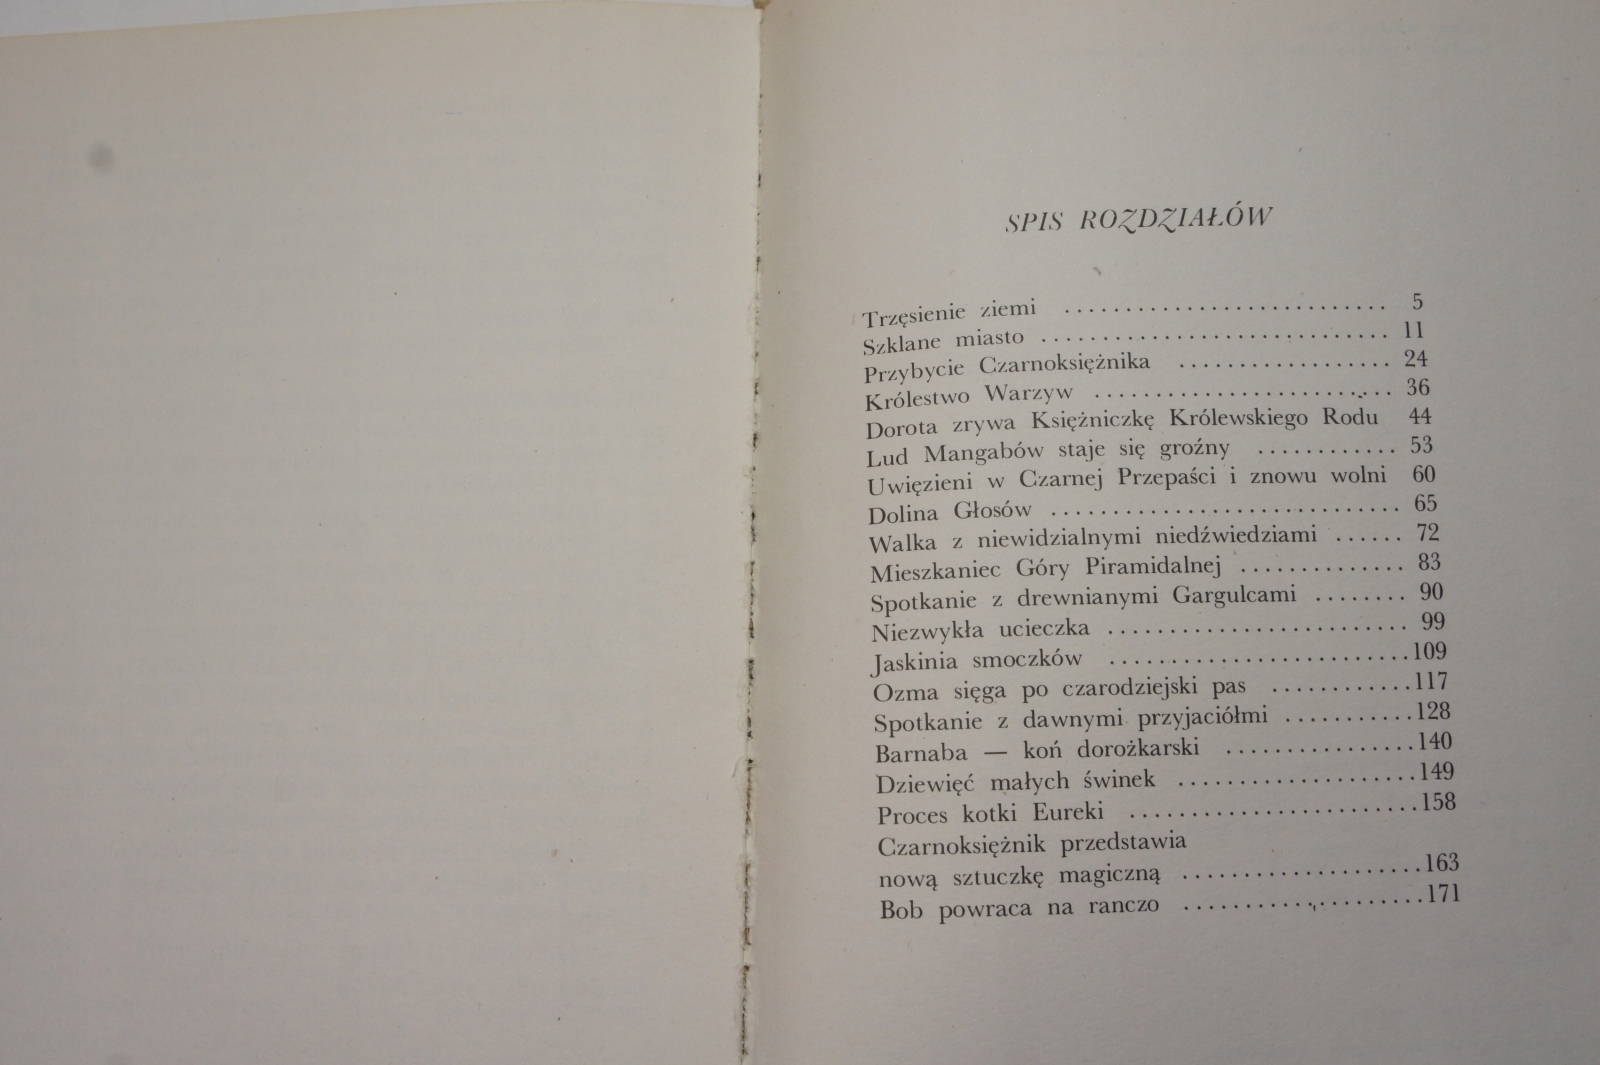 SPIS ROZDZIAŁÓW
Trzęsienie ziemi . . . . . . . . . . . . . . . . . . . . . . . . . . . 5
Szklane miasto . . . . . . . . . . . . . . . . . . . . . . . . . . . . . 11
Przybycie Czarnoksiężnika . . . . . . . . . . . . . . . . . . 24
Królestwo Warzyw . . . . . . . . . . . . . . . . . . . . . . . . . 36
Dorota zrywa Księżniczkę Królewskiego Rodu 44
Lud Mangabów staje się groźny . . . . . . . . . . . . 53
Uwięzieni w Czarnej Przepaści i znowu wolni 60
Dolina Głosów . . . . . . . . . . . . . . . . . . . . . . . . . . . . . 65
Walka z niewidzialnymi niedźwiedziami . . . . . . 72
Mieszkaniec Góry Piramidalnej . . . . . . . . . . . . . . 83
Spotkanie z drewnianymi Gargulcami . . . . . . . . 90
Niezwykła ucieczka . . . . . . . . . . . . . . . . . . . . . . . . . 99
Jaskinia smoczków . . . . . . . . . . . . . . . . . . . . . . . . . 109
Ozma sięga po czarodziejski pas . . . . . . . . . . . . 117
Spotkanie z dawnymi przyjaciółmi . . . . . . . . . . . 128
Barnaba — koń dorożkarski . . . . . . . . . . . . . . . . 140
Dziewięć małych świnek . . . . . . . . . . . . . . . . . . . . 149
Proces kotki Eureki . . . . . . . . . . . . . . . . . . . . . . . . 158
Czarnoksiężnik przedstawia
nową sztuczkę magiczną . . . . . . . . . . . . . . . . . . . . 163
Bob powraca na ranczo . . . . . . . . . . . . . . . . . . . . 171